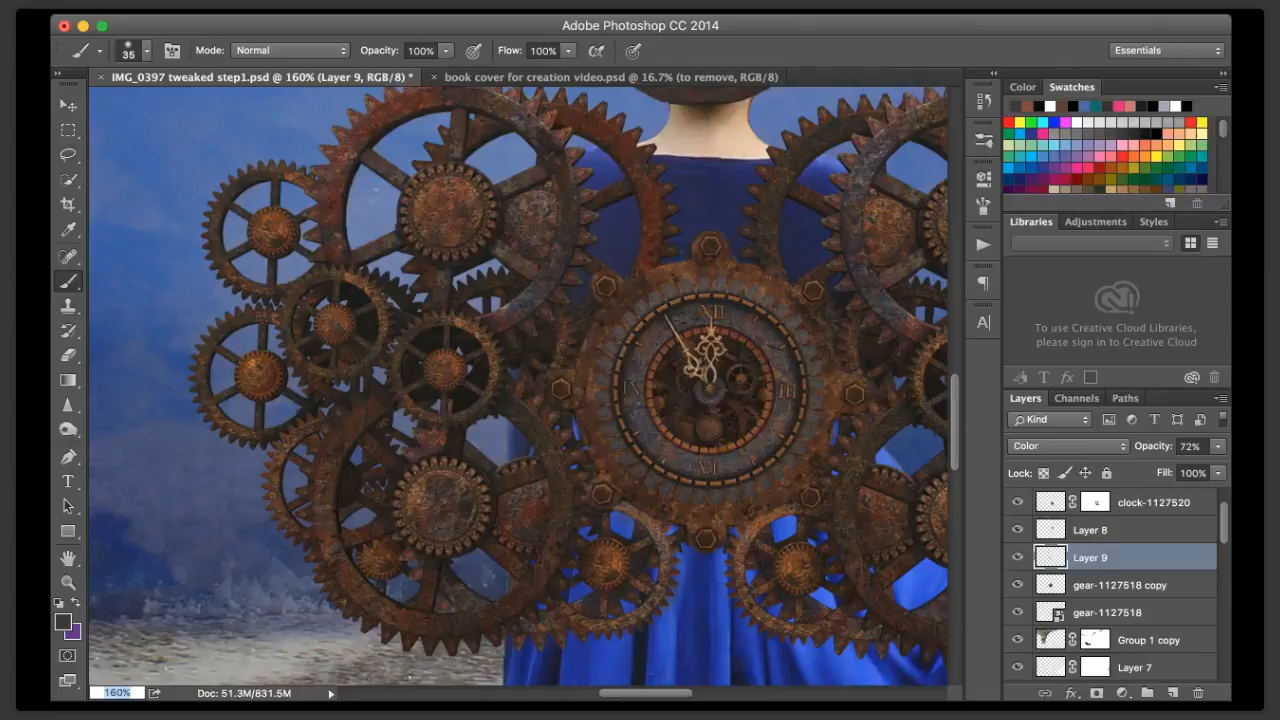 Adobe Photoshop CC 2014
35 Mode: Normal Opacity: 100% Flow: 100% Essentials
× IMG_0397 tweaked step1.psd @ 160% (Layer 9, RGB/8) * × book cover for creation video.psd @ 16.7% (to remove, RGB/8)
Color Swatches
Libraries Adjustments Styles
To use Creative Cloud Libraries,
please sign in to Creative Cloud
Layers Channels Paths
Kind
Color Opacity: 72%
Lock: Fill: 100%
clock-1127520
Layer 8
Layer 9
gear-1127518 copy
gear-1127518
Group 1 copy
Layer 7
XII
III
VI
IX
160% Doc: 51.3M/831.5M